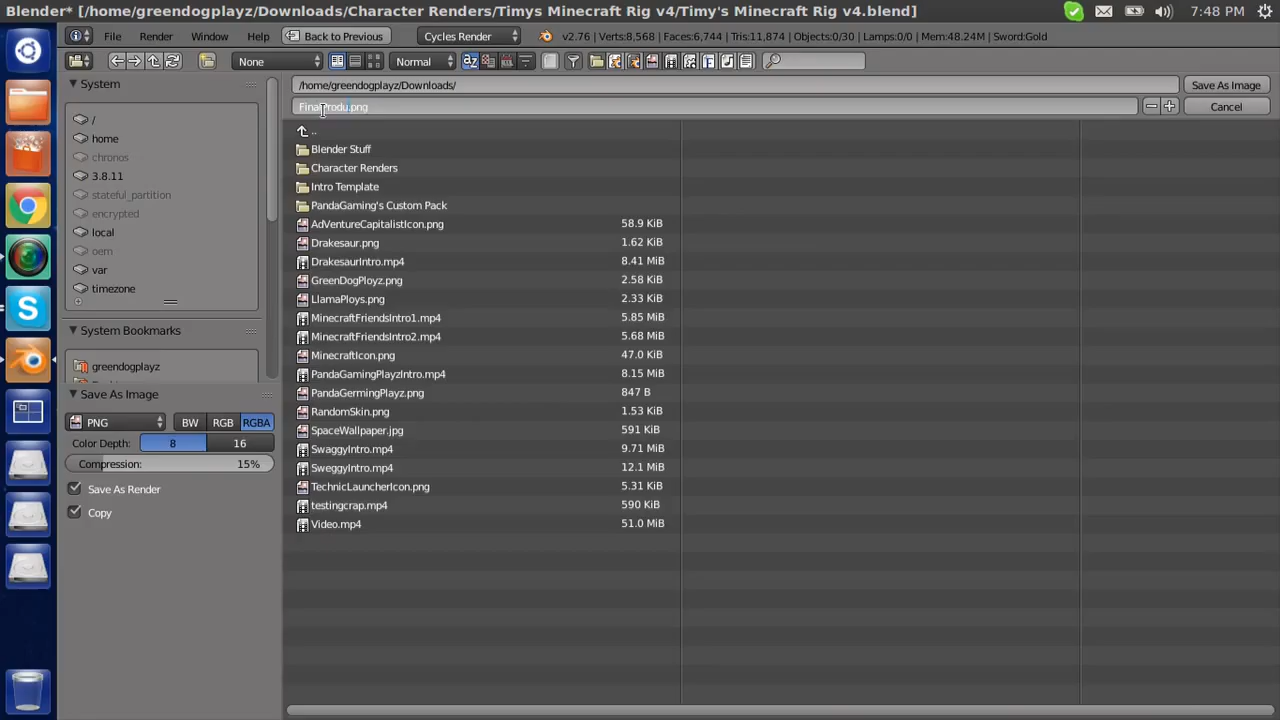 Blender* [/home/greendogplayz/Downloads/Character Renders/Timys Minecraft Rig v4/Timy's Minecraft Rig v4.blend]
7:48 PM
File
Render
Window
Help
Back to Previous
Cycles Render
v2.76 | Verts:8,568 | Faces:6,744 | Tris:11,874 | Objects:0/30 | Lamps:0/0 | Mem:48.24M | Sword:Gold
None
Normal
System
/home/greendogplayz/Downloads/
Save As Image
Cancel
/
..
home
Blender Stuff
chronos
Character Renders
3.8.11
Intro Template
stateful_partition
PandaGaming's Custom Pack
encrypted
AdVentureCapitalistIcon.png 58.9 KiB
local
Drakesaur.png 1.62 KiB
oem
DrakesaurIntro.mp4 8.41 MiB
var
GreenDogPloyz.png 2.58 KiB
timezone
LlamaPloys.png 2.33 KiB
MinecraftFriendsIntro1.mp4 5.85 MiB
System Bookmarks
MinecraftFriendsIntro2.mp4 5.68 MiB
MinecraftIcon.png 47.0 KiB
greendogplayz
PandaGamingPlayzIntro.mp4 8.15 MiB
Save As Image
PandaGermingPlayz.png 847 B
RandomSkin.png 1.53 KiB
PNG
BW
RGB
RGBA
SpaceWallpaper.jpg 591 KiB
Color Depth:
8
16
SwaggyIntro.mp4 9.71 MiB
Compression: 15%
SweggyIntro.mp4 12.1 MiB
Save As Render
TechnicLauncherIcon.png 5.31 KiB
Copy
testingcrap.mp4 590 KiB
Video.mp4 51.0 MiB